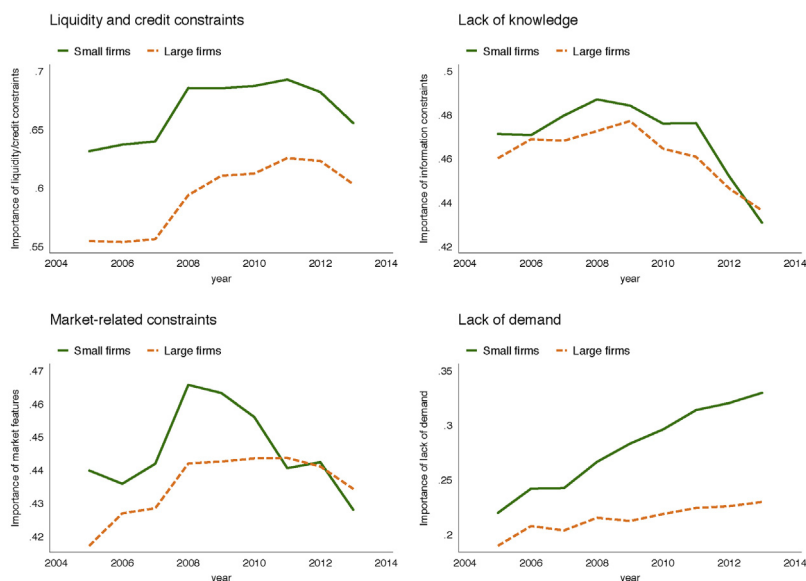 Liquidity and credit constraints
Small firms Large firms
Importance of liquidity/credit constraints
.7
.65
.6
.55
2004 2006 2008 2010 2012 2014
year
Lack of knowledge
Small firms Large firms
Importance of information constraints
.5
.48
.46
.44
.42
2004 2006 2008 2010 2012 2014
year
Market-related constraints
Small firms Large firms
Importance of market features
.47
.46
.45
.44
.43
.42
2004 2006 2008 2010 2012 2014
year
Lack of demand
Small firms Large firms
Importance of lack of demand
.35
.3
.25
.2
2004 2006 2008 2010 2012 2014
year